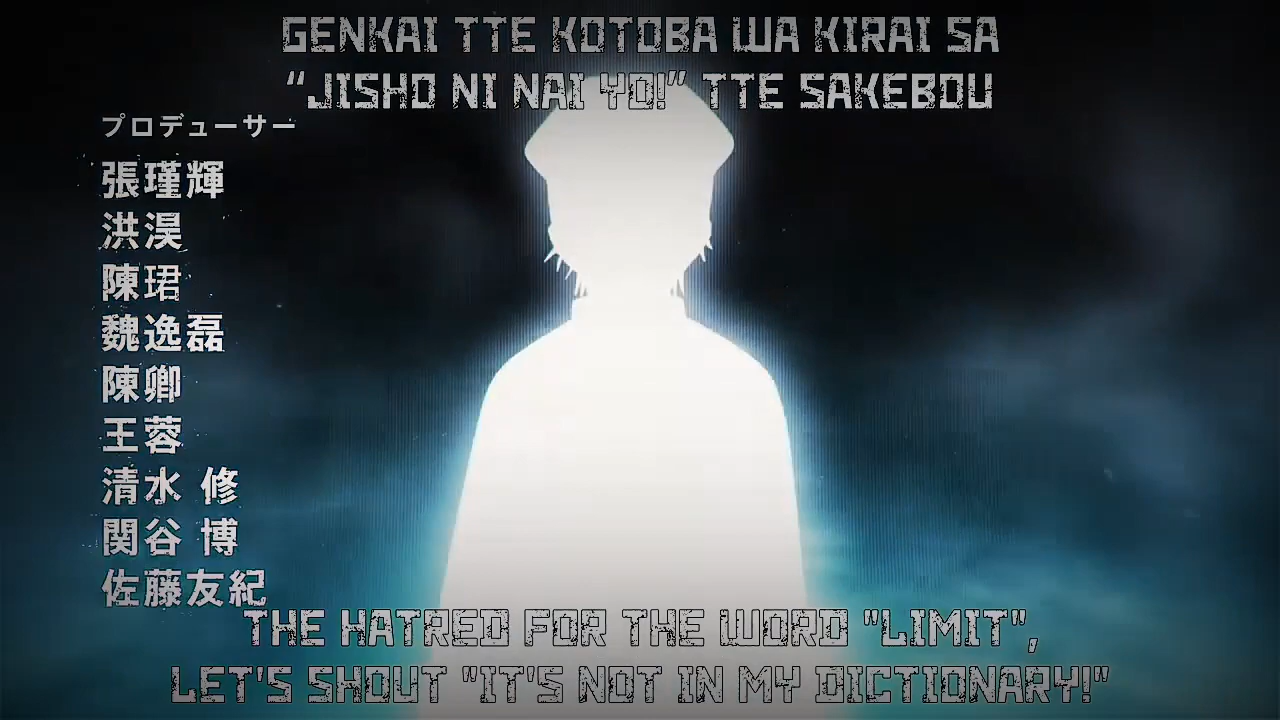 GENKAI TTE KOTOBA WA KIRAI SA
“JISHO NI NAI YO!” TTE SAKEBOU
プロデューサー
張瑾輝
洪淏
陳珺
魏逸磊
陳卿
王蓉
清水 修
関谷 博
佐藤友紀
THE HATRED FOR THE WORD "LIMIT",
LET'S SHOUT "IT'S NOT IN MY DICTIONARY!"